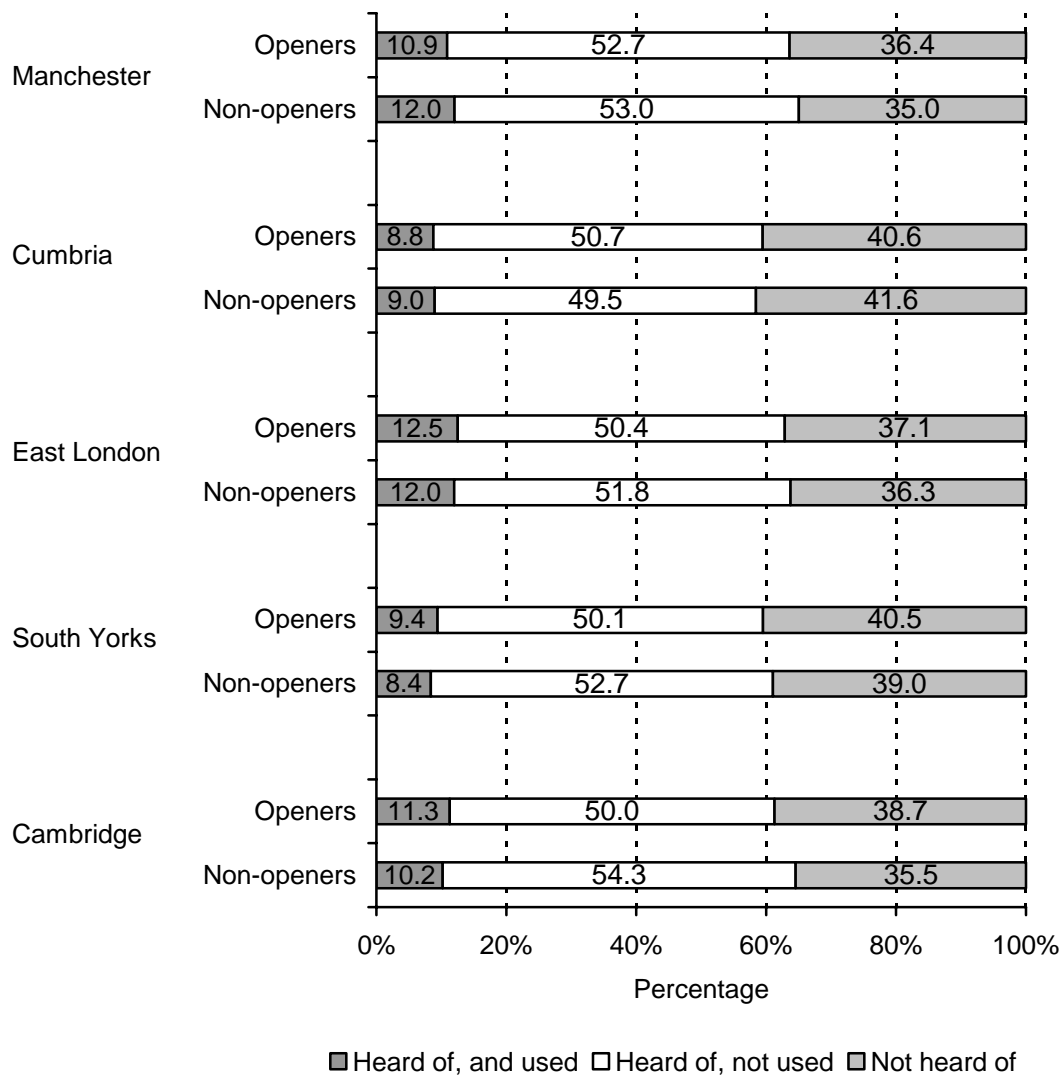 Manchester
Openers 10.9 52.7 36.4
Non-openers 12.0 53.0 35.0
Cumbria
Openers 8.8 50.7 40.6
Non-openers 9.0 49.5 41.6
East London
Openers 12.5 50.4 37.1
Non-openers 12.0 51.8 36.3
South Yorks
Openers 9.4 50.1 40.5
Non-openers 8.4 52.7 39.0
Cambridge
Openers 11.3 50.0 38.7
Non-openers 10.2 54.3 35.5
0% 20% 40% 60% 80% 100%
Percentage
Heard of, and used Heard of, not used Not heard of